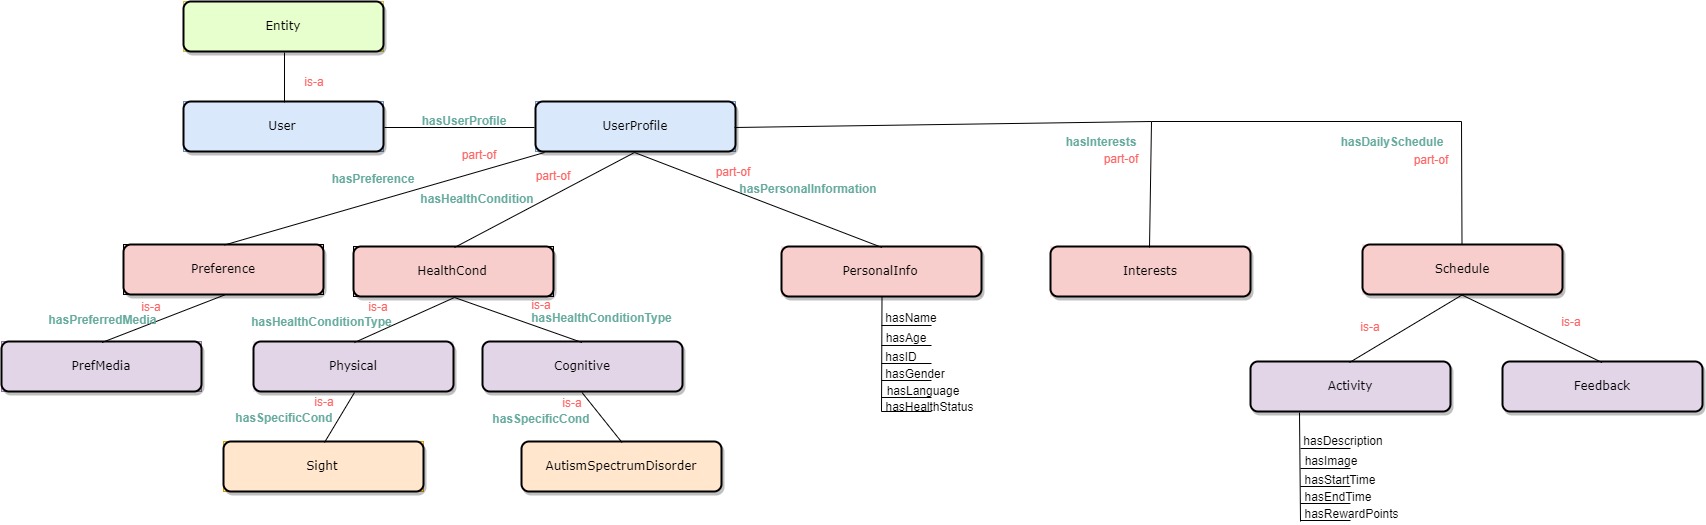 Entity
is-a
User
hasUserProfile
UserProfile
part-of
hasPreference
part-of
hasHealthCondition
part-of
hasPersonalInformation
hasInterests
part-of
hasDailySchedule
part-of
Preference
HealthCond
PersonalInfo
Interests
Schedule
is-a
hasPreferredMedia
is-a
hasHealthConditionType
is-a
hasHealthConditionType
hasName
hasAge
hasID
hasGender
hasLanguage
hasHealthStatus
is-a
is-a
PrefMedia
Physical
Cognitive
Activity
Feedback
is-a
hasSpecificCond
is-a
hasSpecificCond
Sight
AutismSpectrumDisorder
hasDescription
hasImage
hasStartTime
hasEndTime
hasRewardPoints